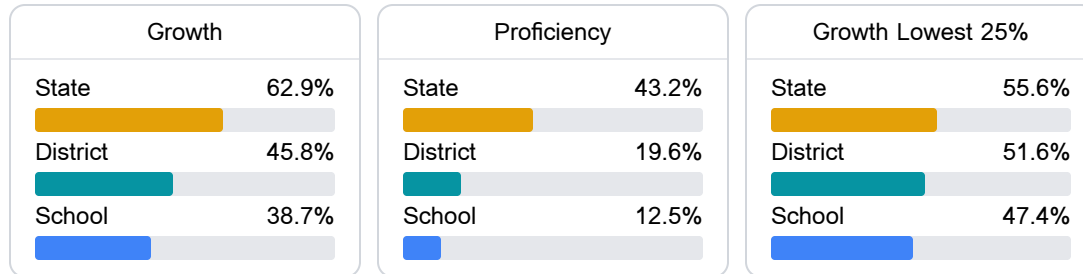 Growth
State 62.9%
District 45.8%
School 38.7%
Proficiency
State 43.2%
District 19.6%
School 12.5%
Growth Lowest 25%
State 55.6%
District 51.6%
School 47.4%